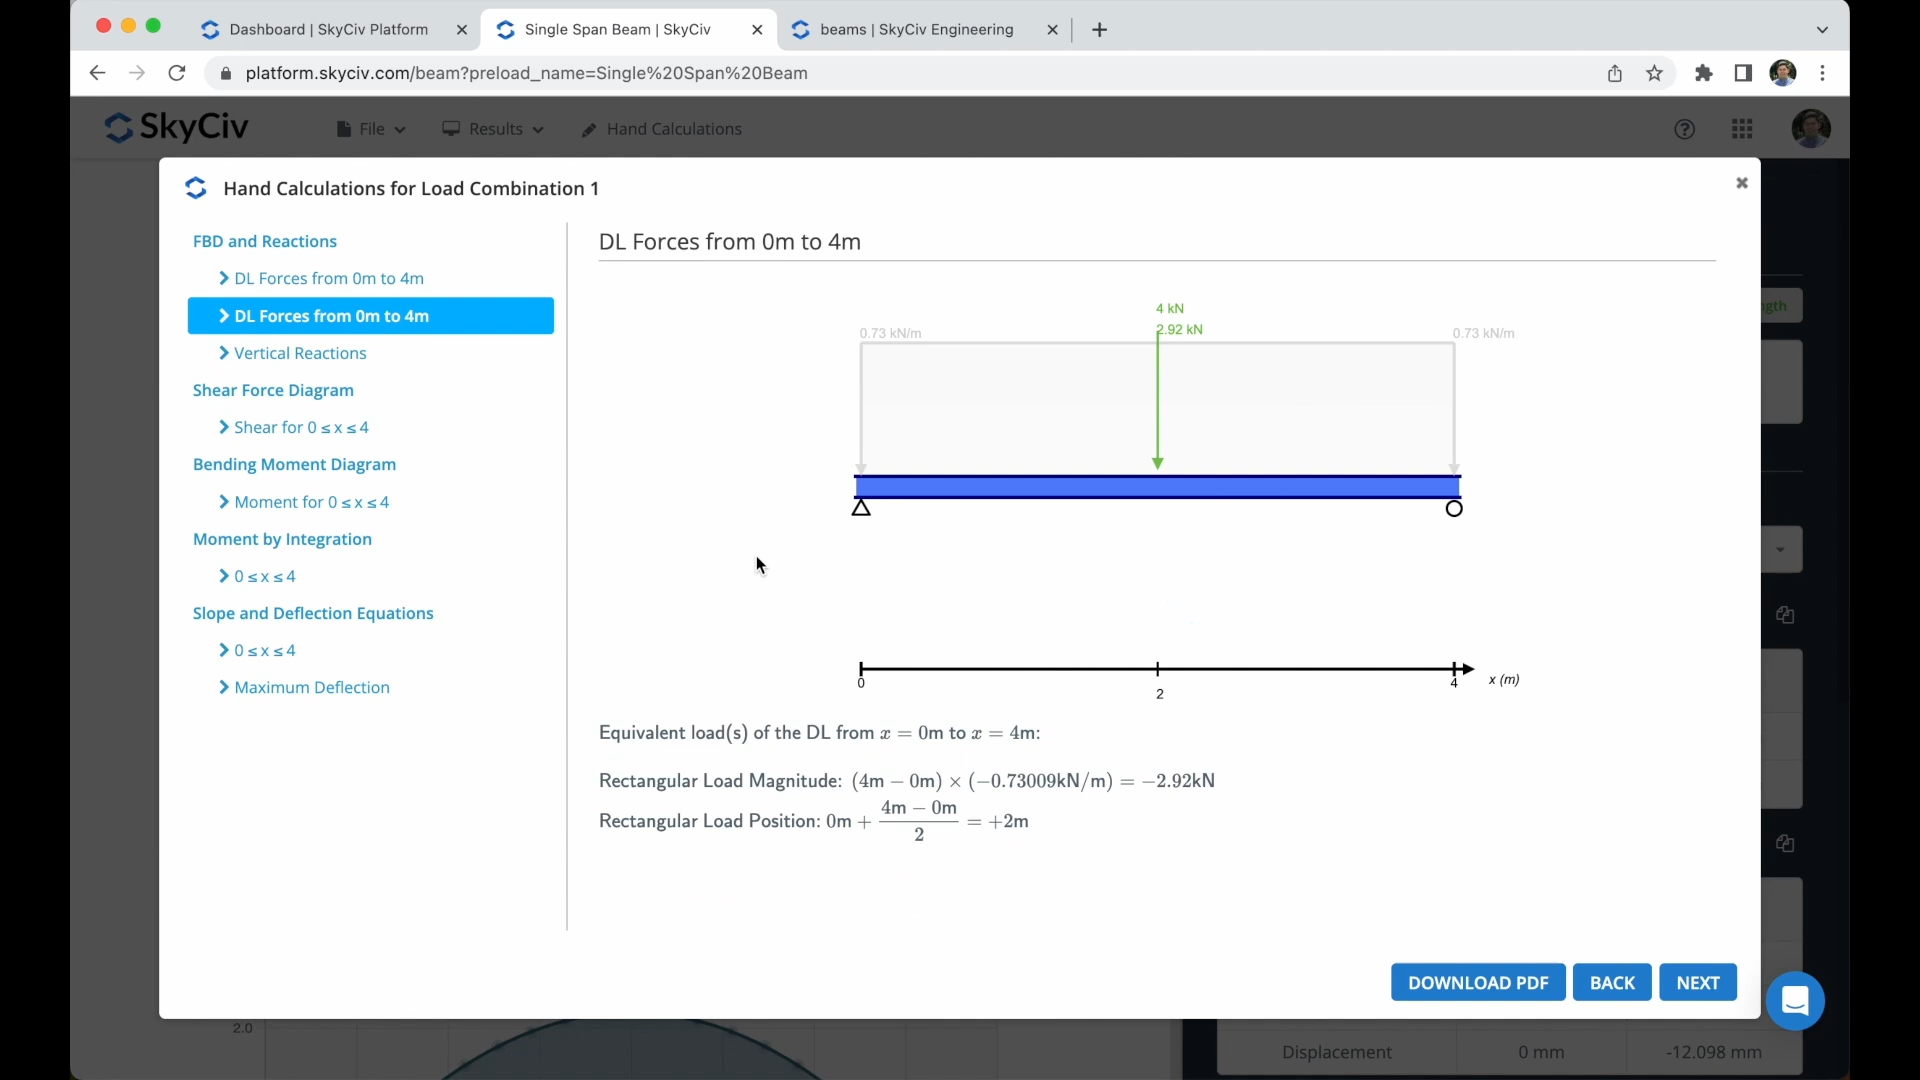 Dashboard | SkyCiv Platform
Single Span Beam | SkyCiv
beams | SkyCiv Engineering
platform.skyciv.com/beam?preload_name=Single%20Span%20Beam
SkyCiv
File
Results
Hand Calculations
Hand Calculations for Load Combination 1
FBD and Reactions
DL Forces from 0m to 4m
DL Forces from 0m to 4m
Vertical Reactions
Shear Force Diagram
Shear for 0 ≤ x ≤ 4
Bending Moment Diagram
Moment for 0 ≤ x ≤ 4
Moment by Integration
0 ≤ x ≤ 4
Slope and Deflection Equations
0 ≤ x ≤ 4
Maximum Deflection
DL Forces from 0m to 4m
4 kN
0.73 kN/m 2.92 kN 0.73 kN/m
0 2 4 x (m)
Equivalent load(s) of the DL from x = 0m to x = 4m:
Rectangular Load Magnitude: (4m − 0m) × (−0.73009kN/m) = −2.92kN
Rectangular Load Position: 0m + (4m − 0m)/2 = +2m
DOWNLOAD PDF
BACK
NEXT
gth
2.0
Displacement 0 mm -12.098 mm